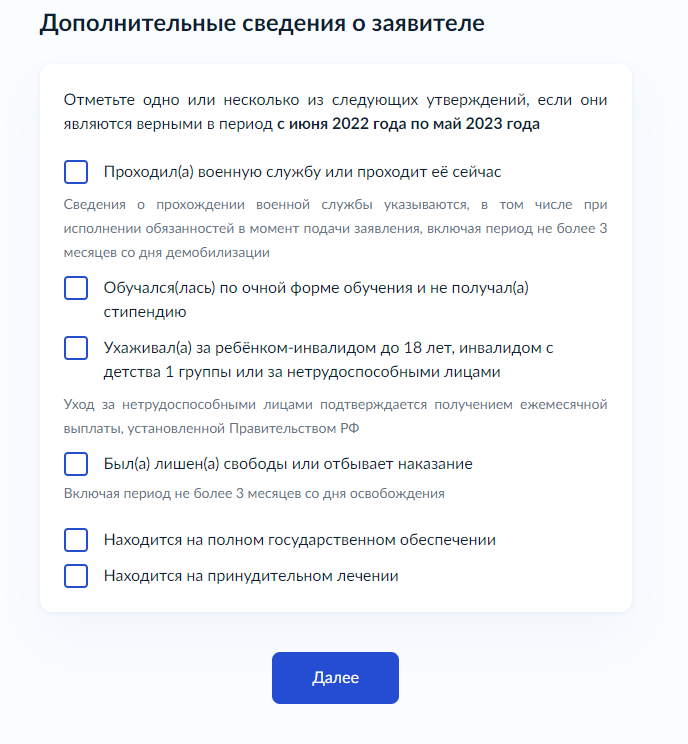 Дополнительные сведения о заявителе
Отметьте одно или несколько из следующих утверждений, если они
являются верными в период с июня 2022 года по май 2023 года
Проходил(а) военную службу или проходит её сейчас
Сведения о прохождении военной службы указываются, в том числе при
исполнении обязанностей в момент подачи заявления, включая период не более 3
месяцев со дня демобилизации
Обучался(лась) по очной форме обучения и не получал(а)
стипендию
Ухаживал(а) за ребёнком-инвалидом до 18 лет, инвалидом с
детства 1 группы или за нетрудоспособными лицами
Уход за нетрудоспособными лицами подтверждается получением ежемесячной
выплаты, установленной Правительством РФ
Был(а) лишен(а) свободы или отбывает наказание
Включая период не более 3 месяцев со дня освобождения
Находится на полном государственном обеспечении
Находится на принудительном лечении
Далее